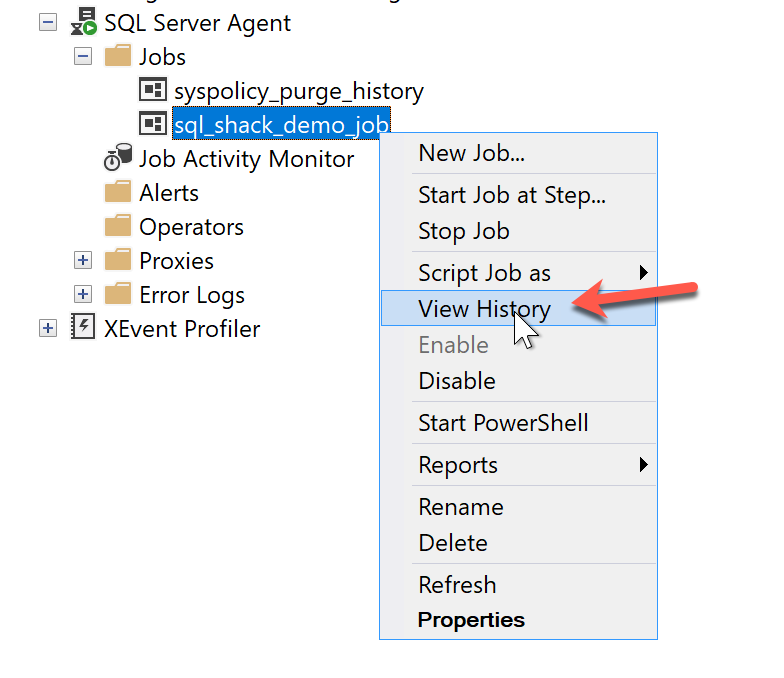 SQL Server Agent
Jobs
syspolicy_purge_history
sql_shack_demo_job
Job Activity Monitor
Alerts
Operators
Proxies
Error Logs
XEvent Profiler
New Job...
Start Job at Step...
Stop Job
Script Job as
View History
Enable
Disable
Start PowerShell
Reports
Rename
Delete
Refresh
Properties